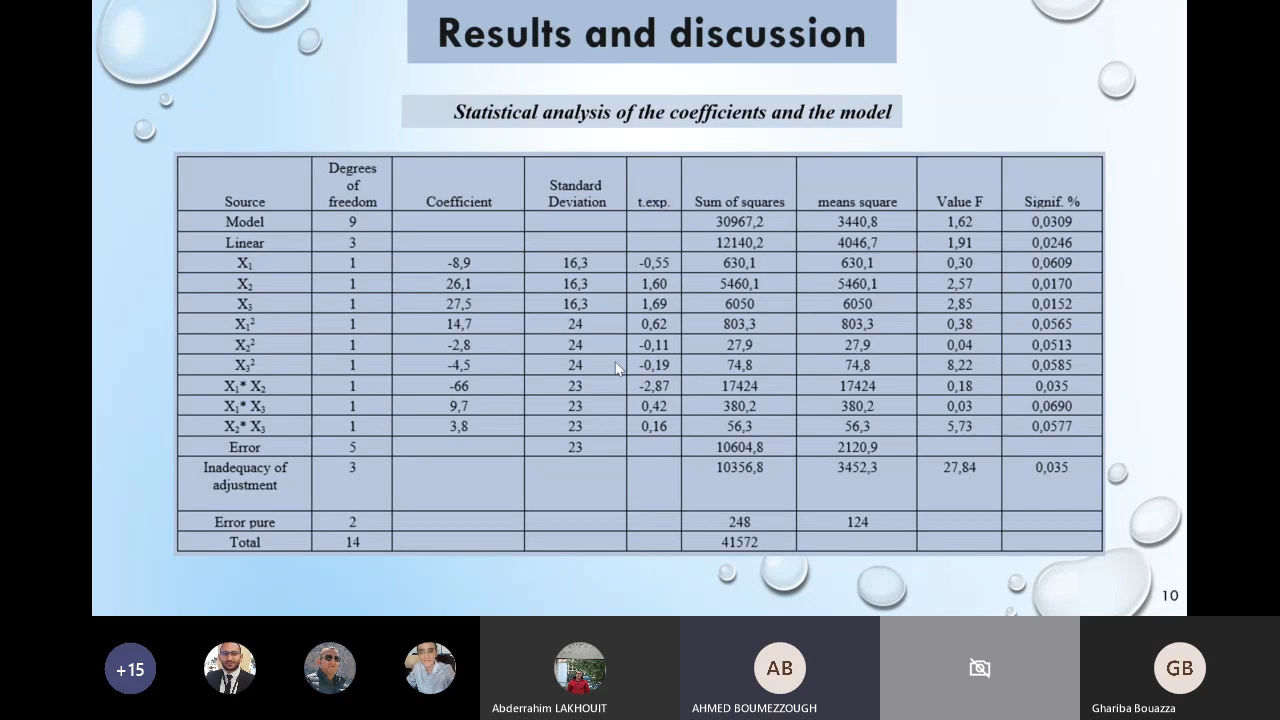 Results and discussion
Statistical analysis of the coefficients and the model
Source Degrees of freedom Coefficient Standard Deviation t.exp. Sum of squares means square Value F Signif. %
Model 9 30967,2 3440,8 1,62 0,0309
Linear 3 12140,2 4046,7 1,91 0,0246
X₁ 1 -8,9 16,3 -0,55 630,1 630,1 0,30 0,0609
X₂ 1 26,1 16,3 1,60 5460,1 5460,1 2,57 0,0170
X₃ 1 27,5 16,3 1,69 6050 6050 2,85 0,0152
X₁² 1 14,7 24 0,62 803,3 803,3 0,38 0,0565
X₂² 1 -2,8 24 -0,11 27,9 27,9 0,04 0,0513
X₃² 1 -4,5 24 -0,19 74,8 74,8 8,22 0,0585
X₁* X₂ 1 -66 23 -2,87 17424 17424 0,18 0,035
X₁* X₃ 1 9,7 23 0,42 380,2 380,2 0,03 0,0690
X₂* X₃ 1 3,8 23 0,16 56,3 56,3 5,73 0,0577
Error 5 23 10604,8 2120,9
Inadequacy of adjustment 3 10356,8 3452,3 27,84 0,035
Error pure 2 248 124
Total 14 41572
10
+15
Abderrahim LAKHOUIT
AB
AHMED BOUMEZZOUGH
GB
Ghariba Bouazza